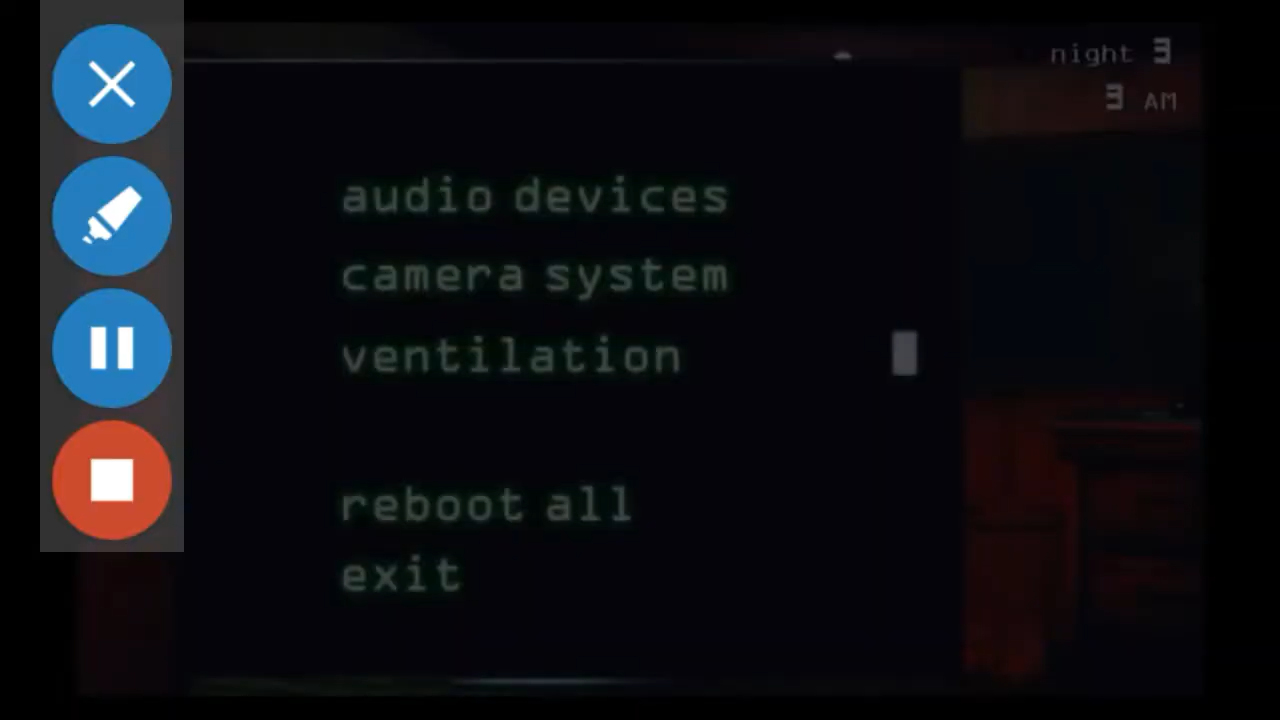 night 3
3 AM
audio devices
camera system
ventilation
reboot all
exit